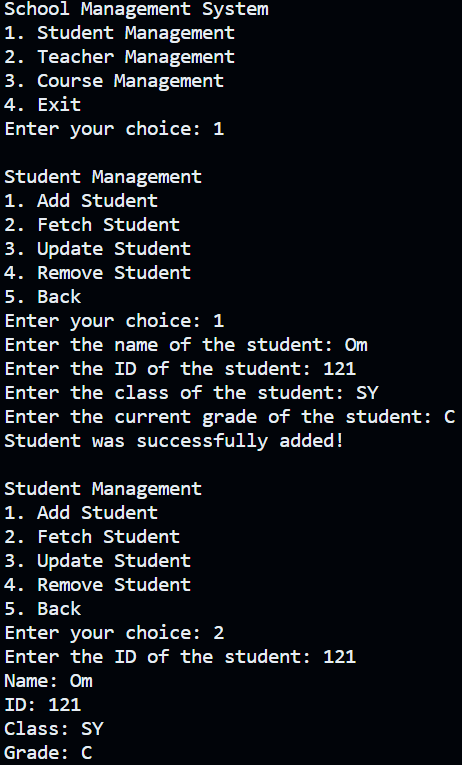 School Management System
1. Student Management
2. Teacher Management
3. Course Management
4. Exit
Enter your choice: 1
Student Management
1. Add Student
2. Fetch Student
3. Update Student
4. Remove Student
5. Back
Enter your choice: 1
Enter the name of the student: Om
Enter the ID of the student: 121
Enter the class of the student: SY
Enter the current grade of the student: C
Student was successfully added!
Student Management
1. Add Student
2. Fetch Student
3. Update Student
4. Remove Student
5. Back
Enter your choice: 2
Enter the ID of the student: 121
Name: Om
ID: 121
Class: SY
Grade: C